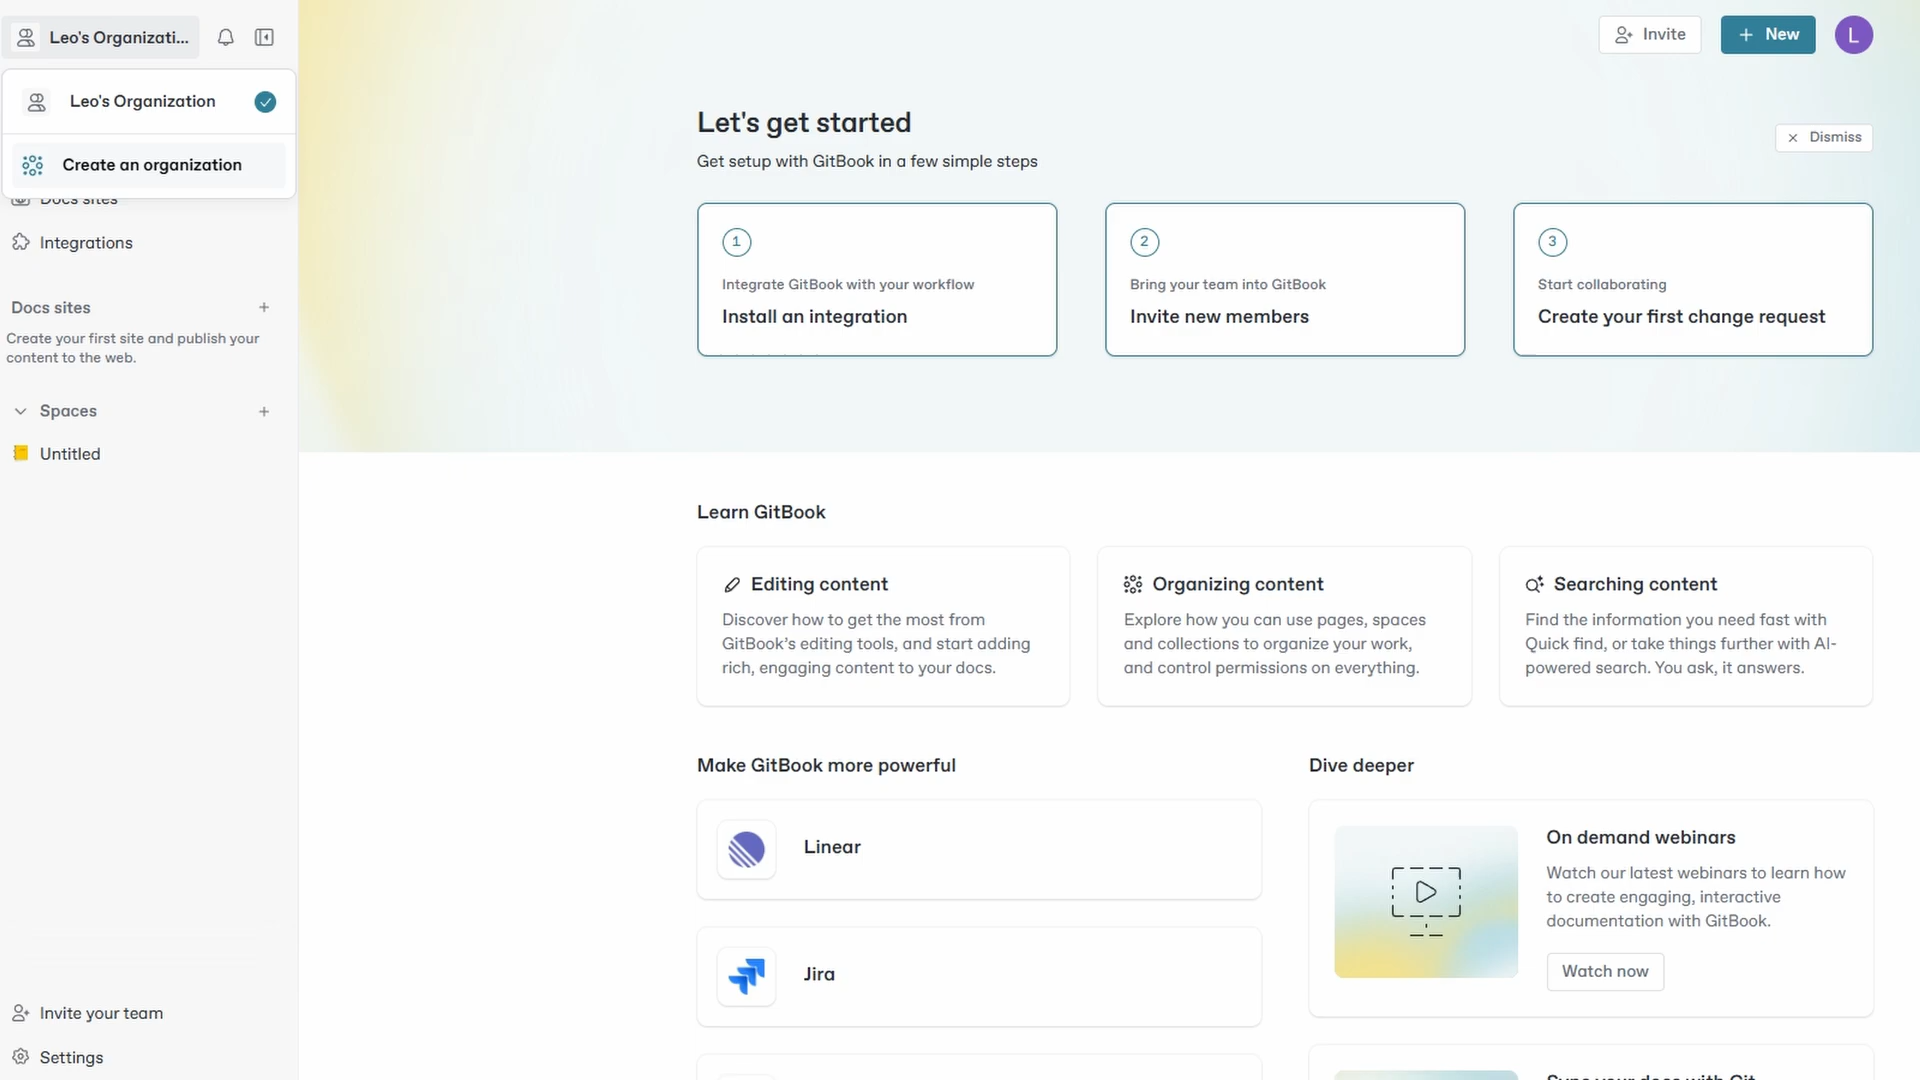 Leo's Organizati...
Invite
New
L
Leo's Organization
Create an organization
Docs sites
Integrations
Docs sites
Create your first site and publish your
content to the web.
Spaces
Untitled
Invite your team
Settings
Let's get started
Get setup with GitBook in a few simple steps
Dismiss
1
Integrate GitBook with your workflow
Install an integration
2
Bring your team into GitBook
Invite new members
3
Start collaborating
Create your first change request
Learn GitBook
Editing content
Discover how to get the most from
GitBook's editing tools, and start adding
rich, engaging content to your docs.
Organizing content
Explore how you can use pages, spaces
and collections to organize your work,
and control permissions on everything.
Searching content
Find the information you need fast with
Quick find, or take things further with AI-
powered search. You ask, it answers.
Make GitBook more powerful
Linear
Jira
Dive deeper
On demand webinars
Watch our latest webinars to learn how
to create engaging, interactive
documentation with GitBook.
Watch now
Sync your docs with Git